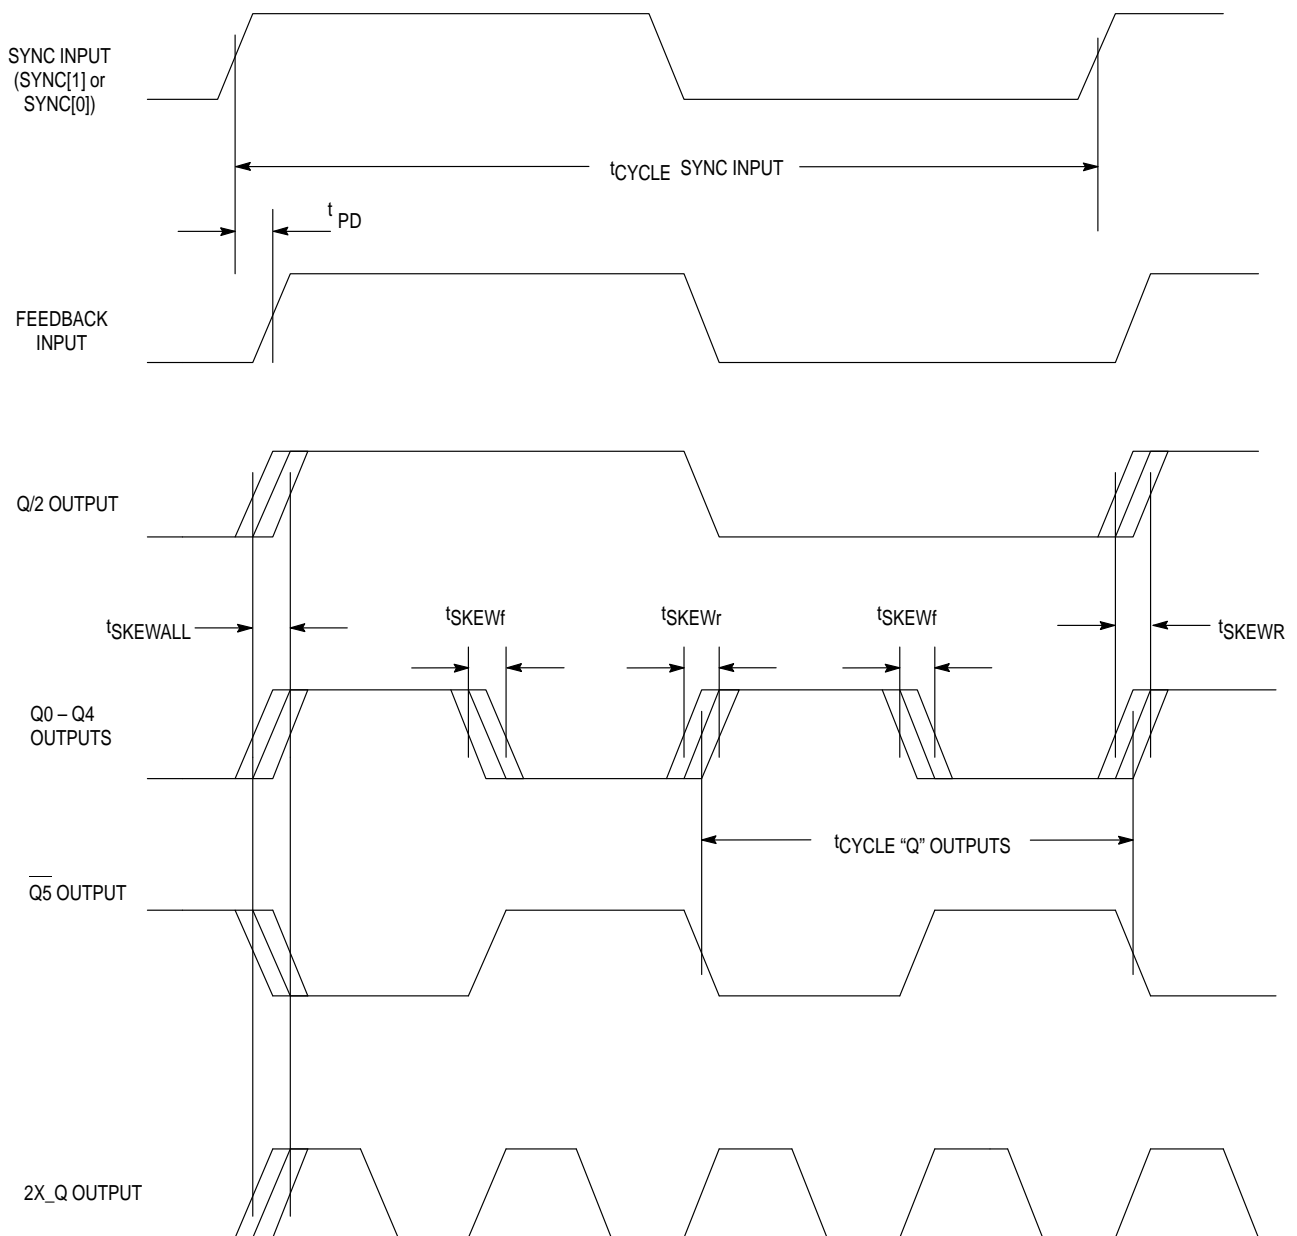 SYNC INPUT
(SYNC[1] or
SYNC[0])
tCYCLE SYNC INPUT
t PD
FEEDBACK
INPUT
Q/2 OUTPUT
tSKEWALL
tSKEWf
tSKEWr
tSKEWf
tSKEWR
Q0 – Q4
OUTPUTS
tCYCLE “Q” OUTPUTS
Q5 OUTPUT
2X_Q OUTPUT